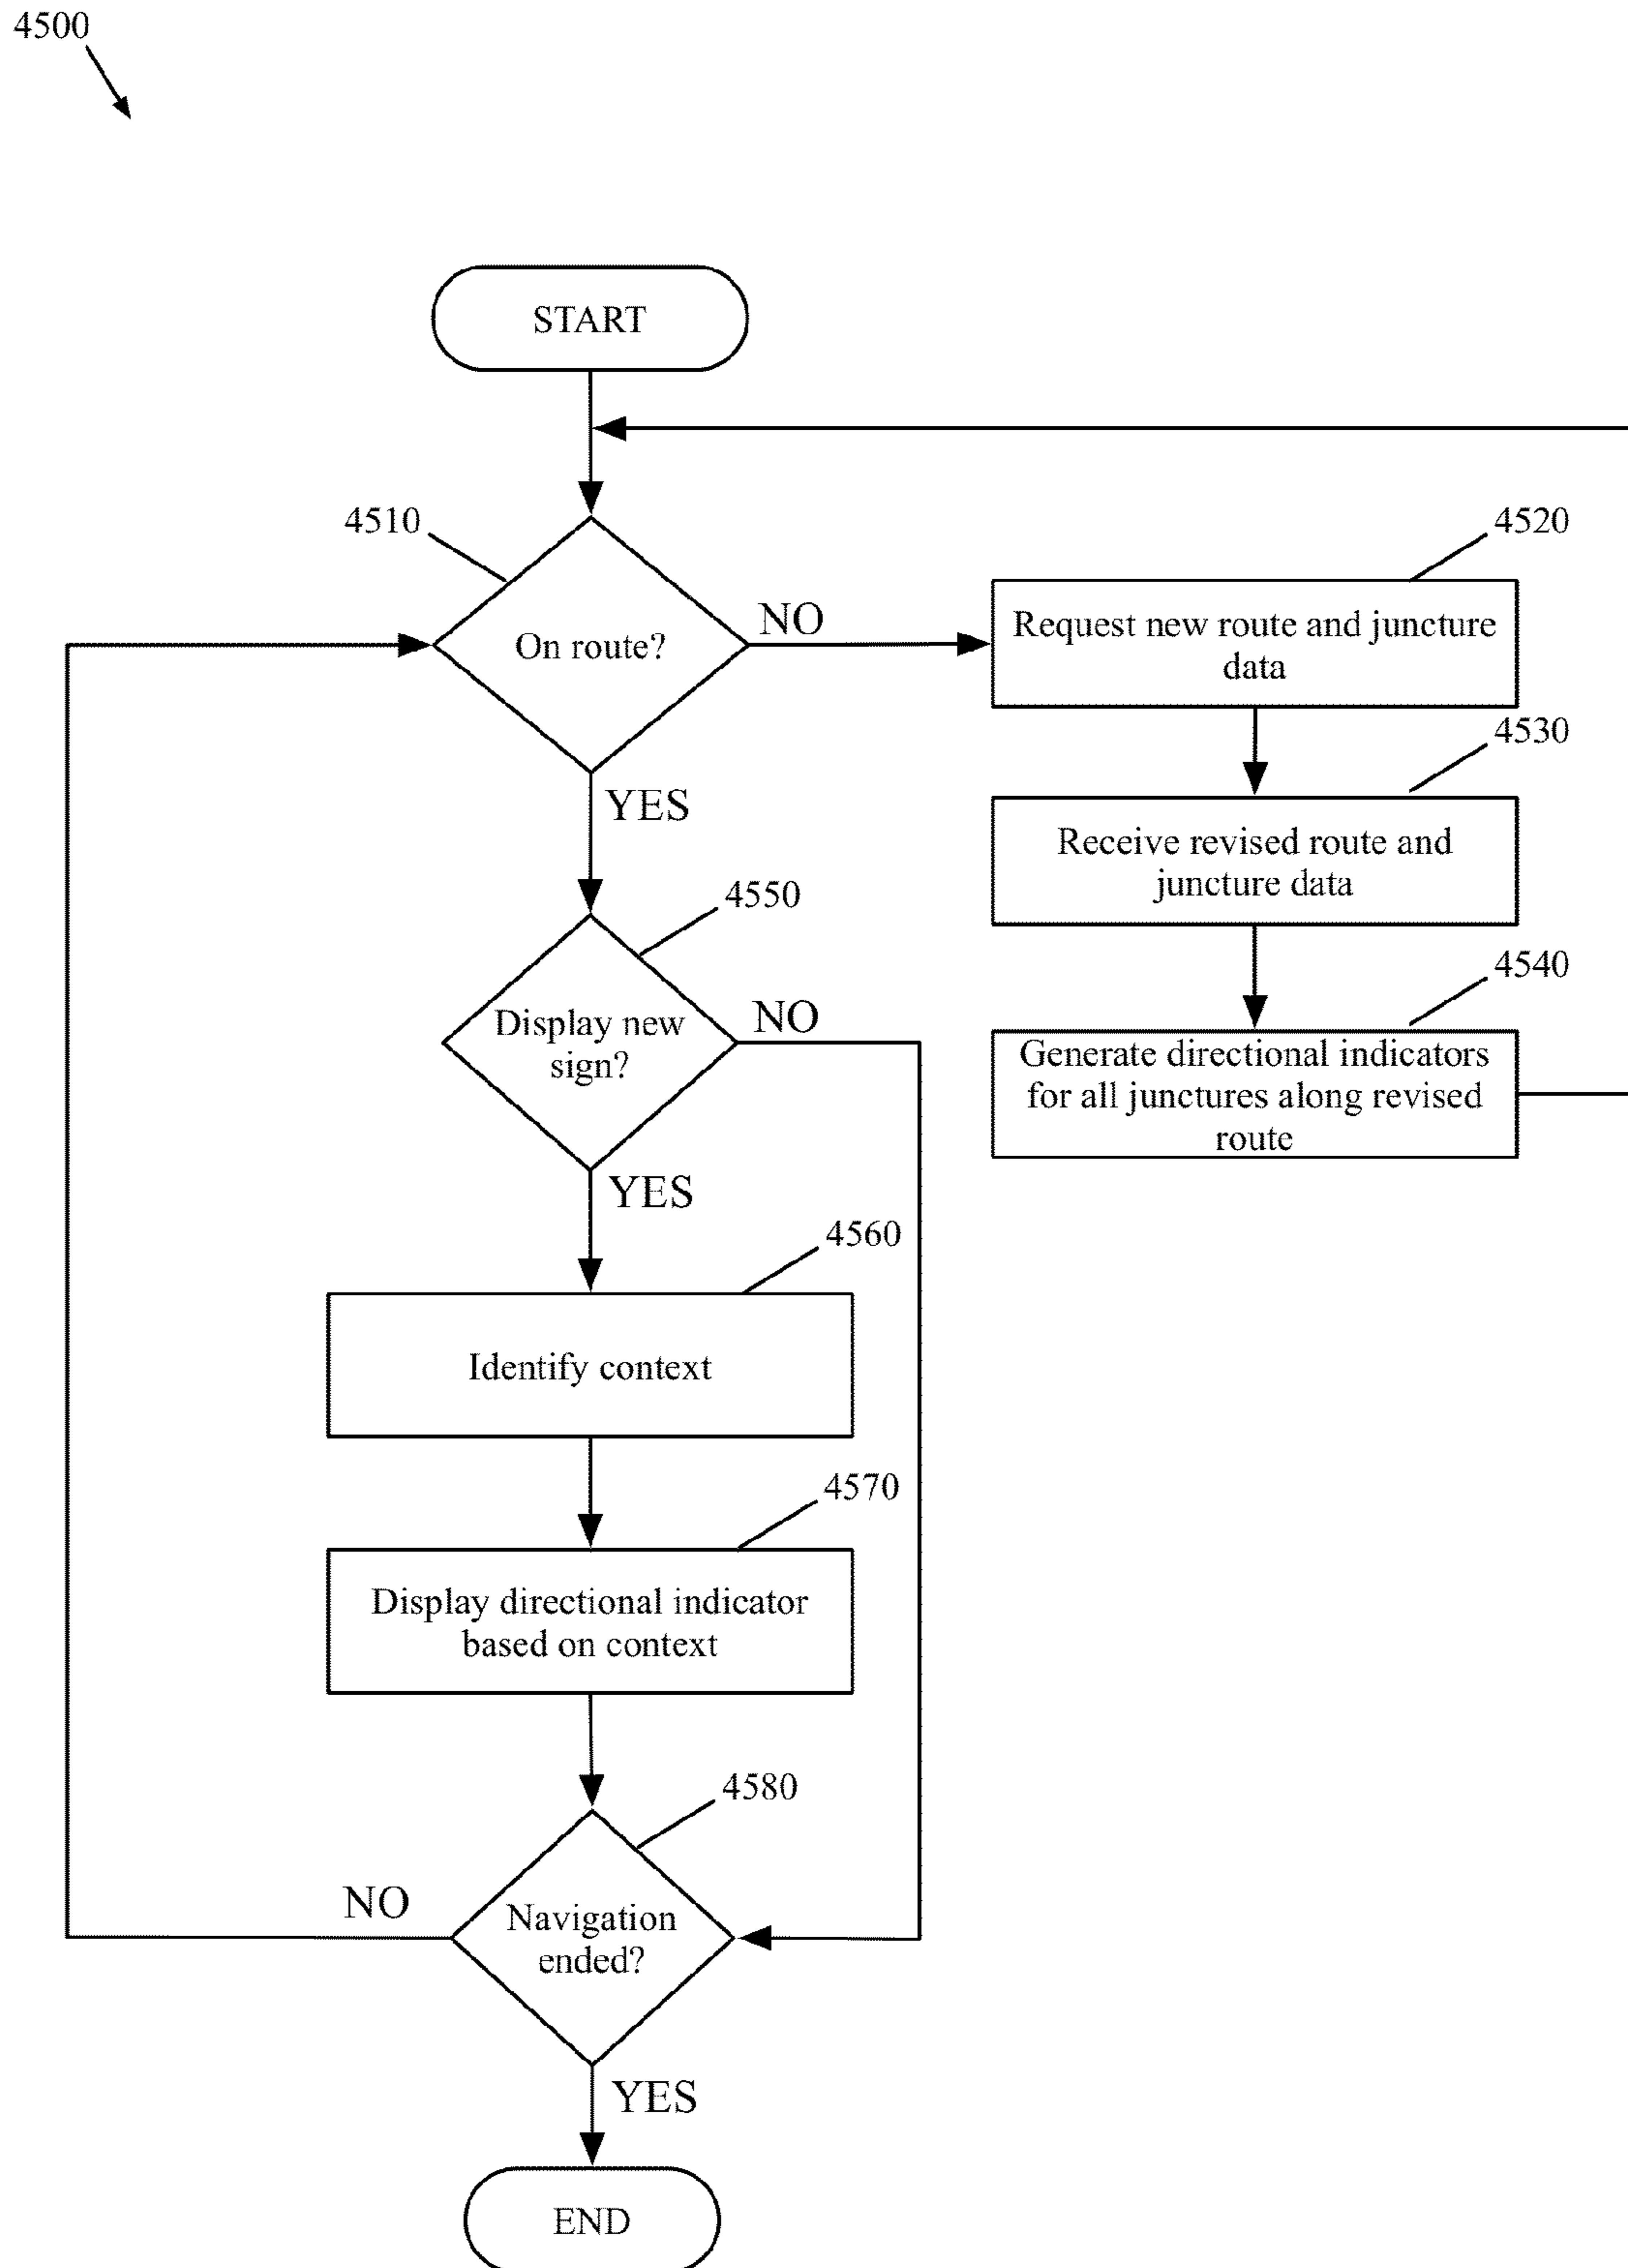 4500
START
4510
On route?
NO
4520
Request new route and juncture
data
4530
Receive revised route and
juncture data
4540
Generate directional indicators
for all junctures along revised
route
YES
4550
Display new
sign?
NO
YES
4560
Identify context
4570
Display directional indicator
based on context
4580
Navigation
ended?
NO
YES
END